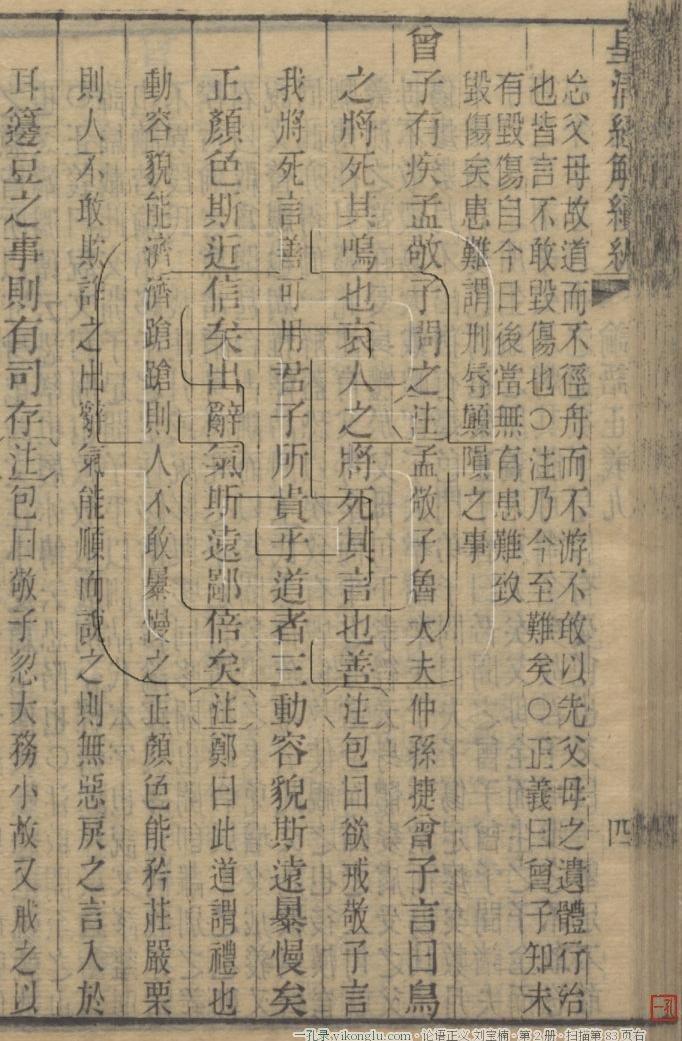 皇清經解續編
忘父母故道而不徑舟而不游不敢以先父母之遺體行殆
也皆言不敢毀傷也○注乃今至難矣○正義曰曾子知未
有毀傷自今日後當無有患難致
毀傷矣患難謂刑辱顛隕之事
曾子有疾孟敬子問之注孟敬子魯大夫仲孫捷曾子言曰鳥
之將死其鳴也哀人之將死其言也善注包曰欲戒敬子言
我將死言善可用君子所貴乎道者三動容貌斯遠暴慢矣
正顏色斯近信矣出辭氣斯遠鄙倍矣注鄭曰此道謂禮也
動容貌能濟濟蹌蹌則人不敢暴慢之正顏色能矜莊嚴栗
則人不敢欺詐之出辭氣能順而說之則無惡戾之言入於
耳籩豆之事則有司存注包曰敬子忽大務小故又戒之以
四
一孔
一孔录yikonglu.com · 论语正义 刘宝楠 · 第2册 · 扫描第83页右